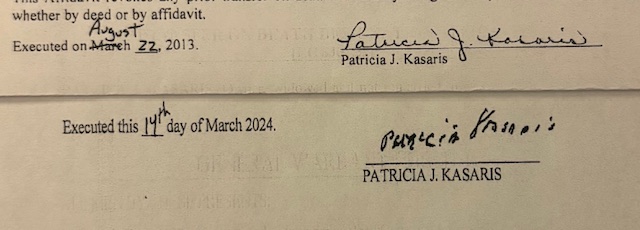 whether by deed or by affidavit.
August
Executed on March 22, 2013.
Patricia J. Kasaris
Patricia J. Kasaris
Executed this 14th day of March 2024.
Patricia Kasaris
PATRICIA J. KASARIS